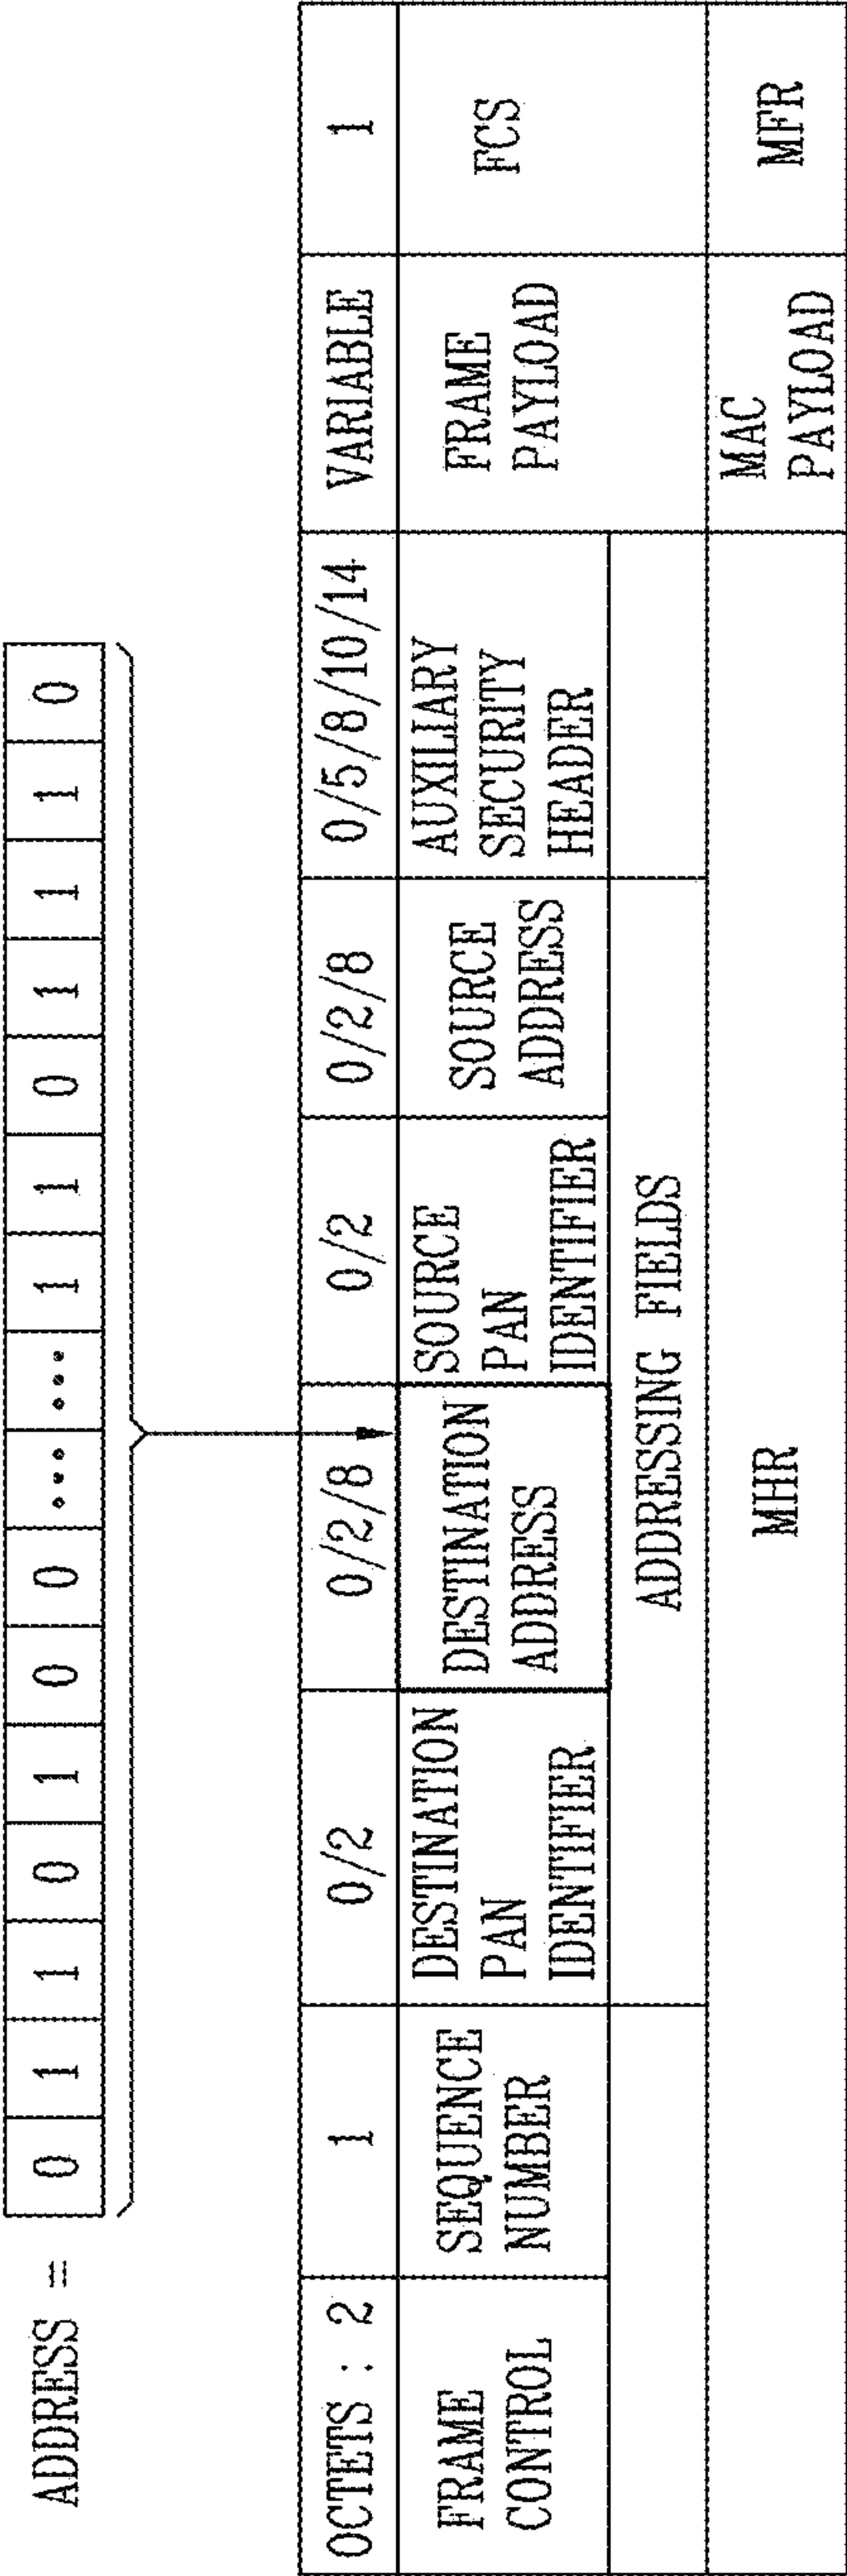 ADDRESS = 0 1 1 1 0 1 0 0 ... ... 1 1 0 1 1 1 0
OCTETS : 2 1 0/2 0/2/8 0/2 0/2/8 0/5/8/10/14 VARIABLE 1
FRAME
CONTROL
SEQUENCE
NUMBER
DESTINATION
PAN
IDENTIFIER
DESTINATION
ADDRESS
SOURCE
PAN
IDENTIFIER
SOURCE
ADDRESS
AUXILIARY
SECURITY
HEADER
FRAME
PAYLOAD
FCS
ADDRESSING FIELDS
MHR
MAC
PAYLOAD
MFR